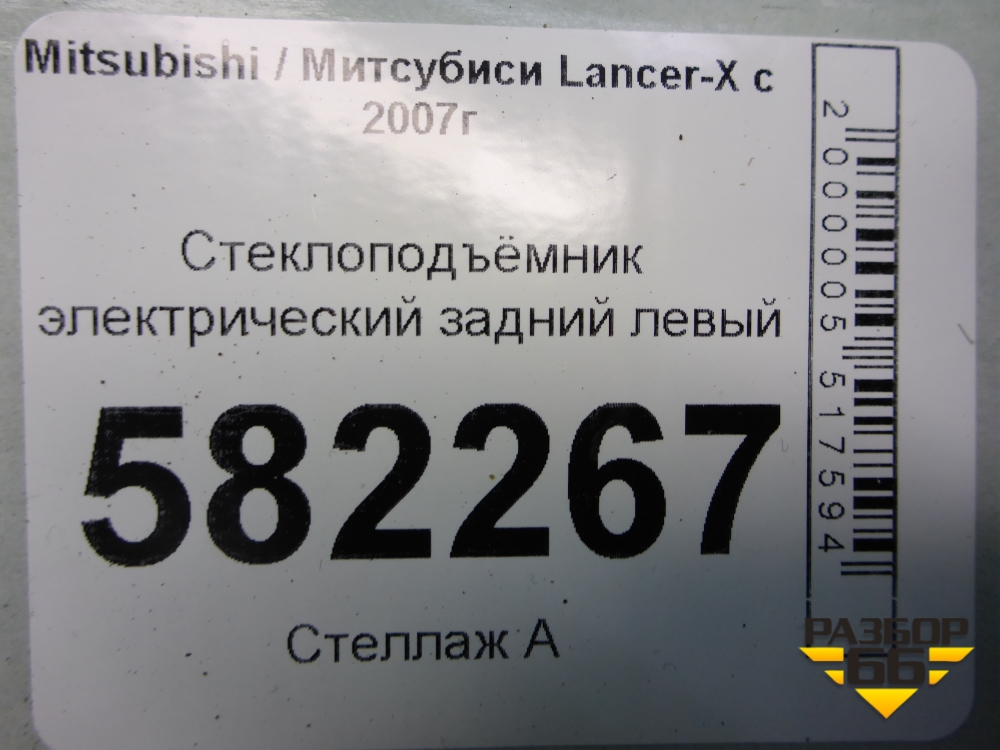 Mitsubishi / Митсубиси Lancer-X с
2007г
Стеклоподъёмник
электрический задний левый
582267
Стеллаж А
2000005517594
РАЗБОР
66